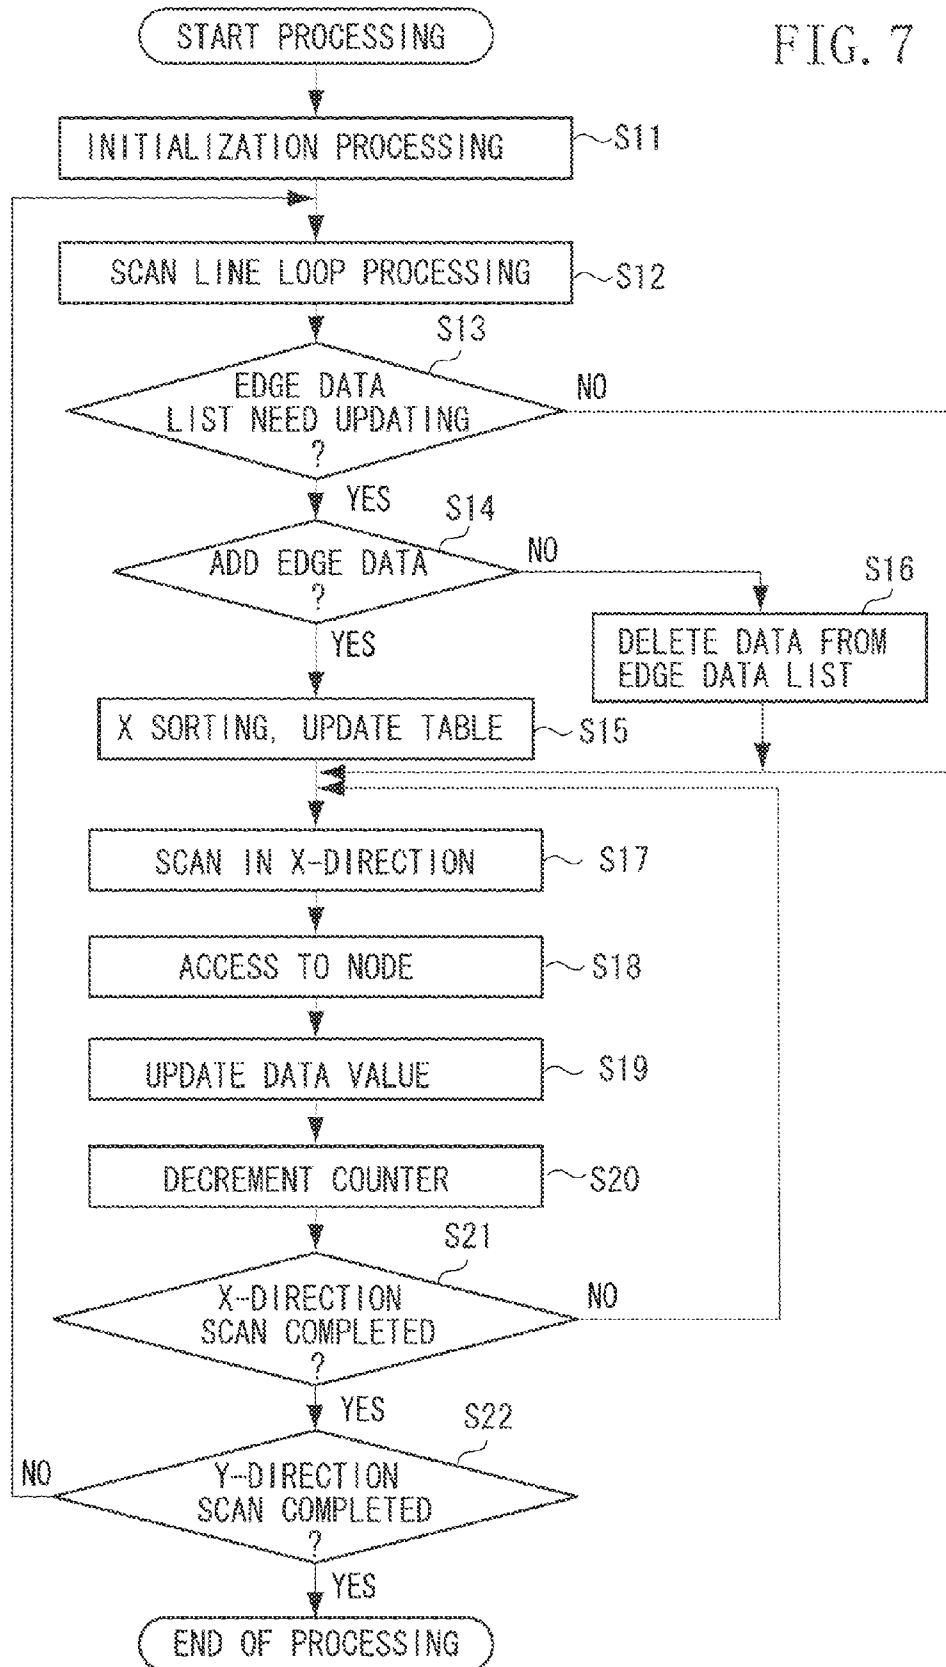 FIG. 7
START PROCESSING
INITIALIZATION PROCESSING
S11
SCAN LINE LOOP PROCESSING
S12
S13
EDGE DATA
LIST NEED UPDATING
?
NO
YES
S14
ADD EDGE DATA
?
NO
YES
S16
DELETE DATA FROM
EDGE DATA LIST
X SORTING, UPDATE TABLE
S15
SCAN IN X-DIRECTION
S17
ACCESS TO NODE
S18
UPDATE DATA VALUE
S19
DECREMENT COUNTER
S20
S21
X-DIRECTION
SCAN COMPLETED
?
NO
YES
S22
Y-DIRECTION
SCAN COMPLETED
?
NO
YES
END OF PROCESSING